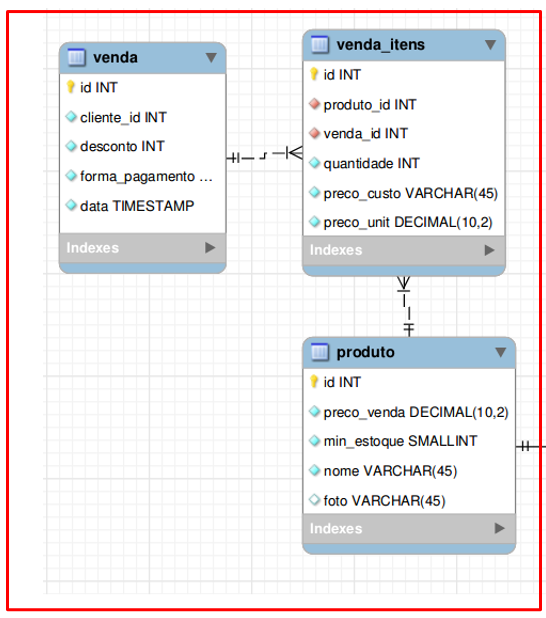 venda
id INT
cliente_id INT
desconto INT
forma_pagamento ...
data TIMESTAMP
Indexes
venda_itens
id INT
produto_id INT
venda_id INT
quantidade INT
preco_custo VARCHAR(45)
preco_unit DECIMAL(10,2)
Indexes
produto
id INT
preco_venda DECIMAL(10,2)
min_estoque SMALLINT
nome VARCHAR(45)
foto VARCHAR(45)
Indexes